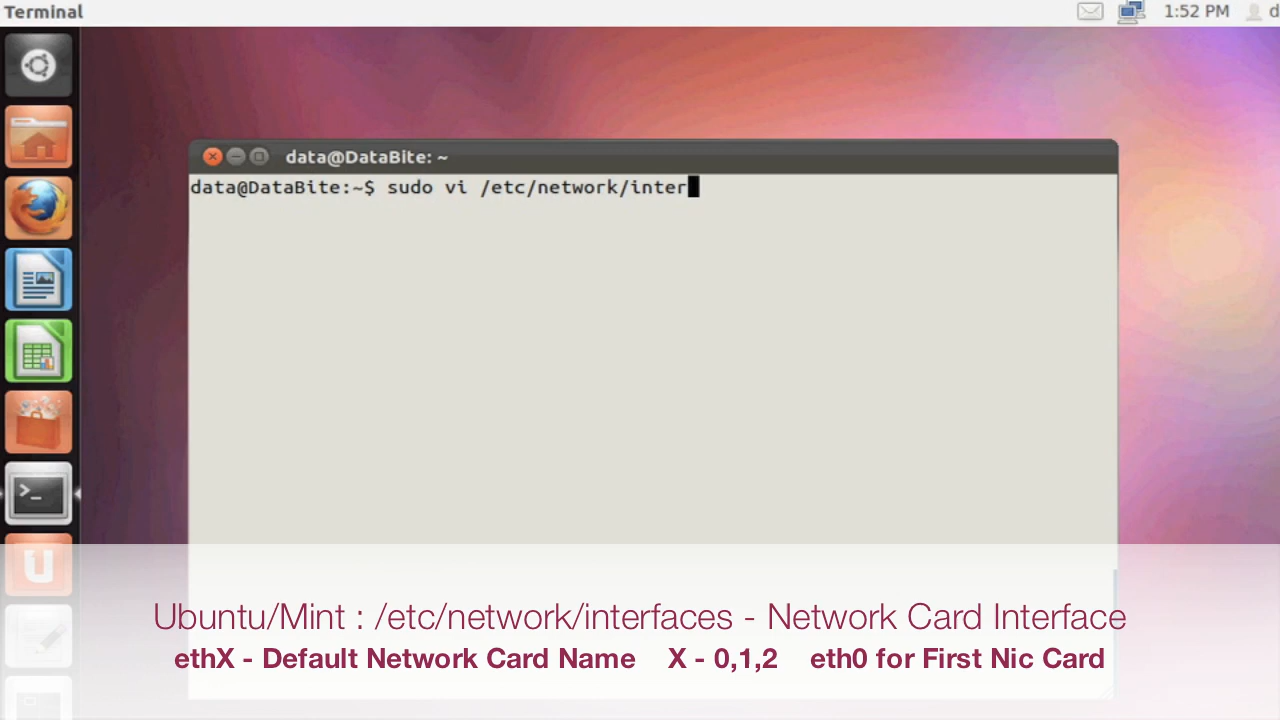 Terminal
1:52 PM d
data@DataBite: ~
data@DataBite:~$ sudo vi /etc/network/inter
Ubuntu/Mint : /etc/network/interfaces - Network Card Interface
ethX - Default Network Card Name X - 0,1,2 eth0 for First Nic Card